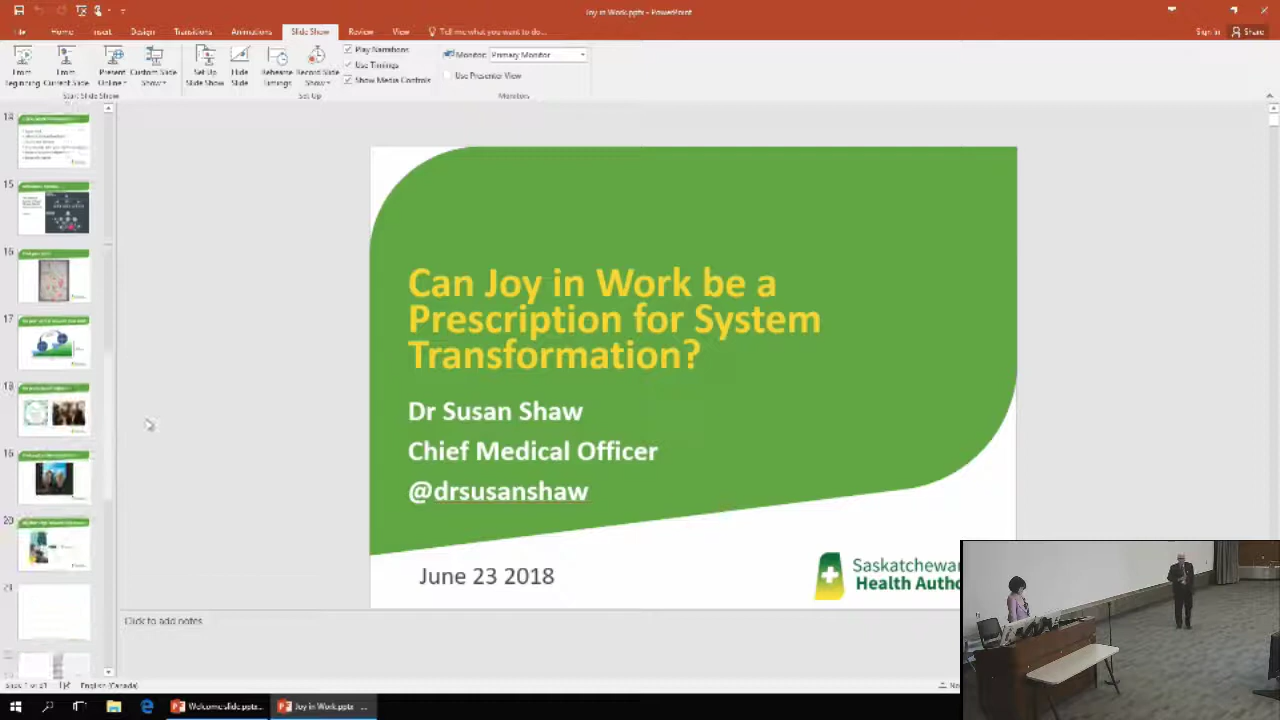 Joy in Work.pptx - PowerPoint
File Home Insert Design Transitions Animations Slide Show Review View Tell me what you want to do... Sign in Share
From Beginning
From Current Slide
Present Online
Custom Slide Show
Set Up Slide Show
Hide Slide
Rehearse Timings
Record Slide Show
Play Narrations
Use Timings
Show Media Controls
Monitor: Primary Monitor
Use Presenter View
Start Slide Show
Set Up
Monitors
15
16
17
18
19
20
21
Can Joy in Work be a
Prescription for System
Transformation?
Dr Susan Shaw
Chief Medical Officer
@drsusanshaw
June 23 2018
Saskatchewan
Health Autho
Click to add notes
English (Canada)
Welcome slide.pptx...
Joy in Work.pptx ...